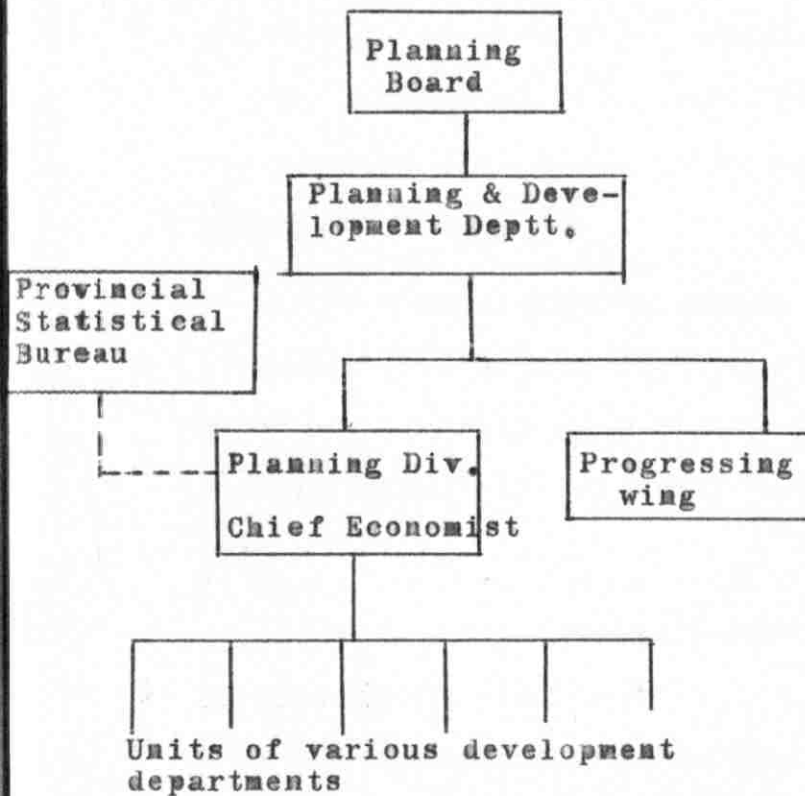 Planning
Board
Planning & Deve-
lopment Deptt.
Provincial
Statistical
Bureau
Planning Div.
Chief Economist
Progressing
wing
Units of various development
departments